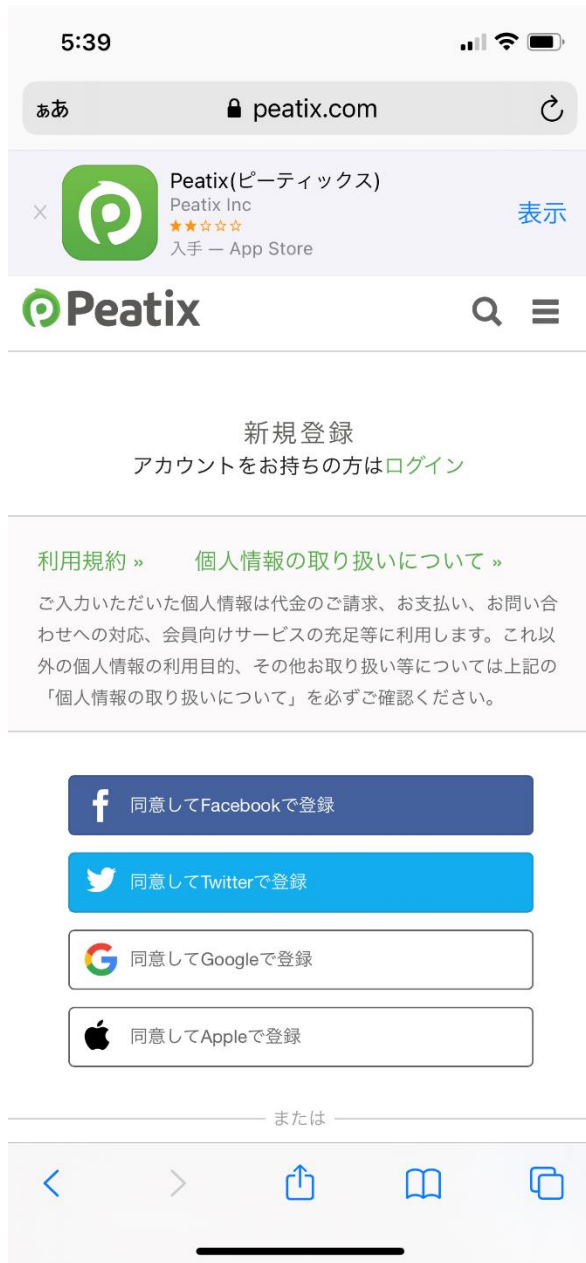 5:39
ぁあ peatix.com
Peatix(ピーティックス)
Peatix Inc
入手 — App Store
表示
Peatix
新規登録
アカウントをお持ちの方はログイン
利用規約 » 個人情報の取り扱いについて »
ご入力いただいた個人情報は代金のご請求、お支払い、お問い合
わせへの対応、会員向けサービスの充足等に利用します。これ以
外の個人情報の利用目的、その他お取り扱い等については上記の
「個人情報の取り扱いについて」を必ずご確認ください。
同意してFacebookで登録
同意してTwitterで登録
同意してGoogleで登録
同意してAppleで登録
または